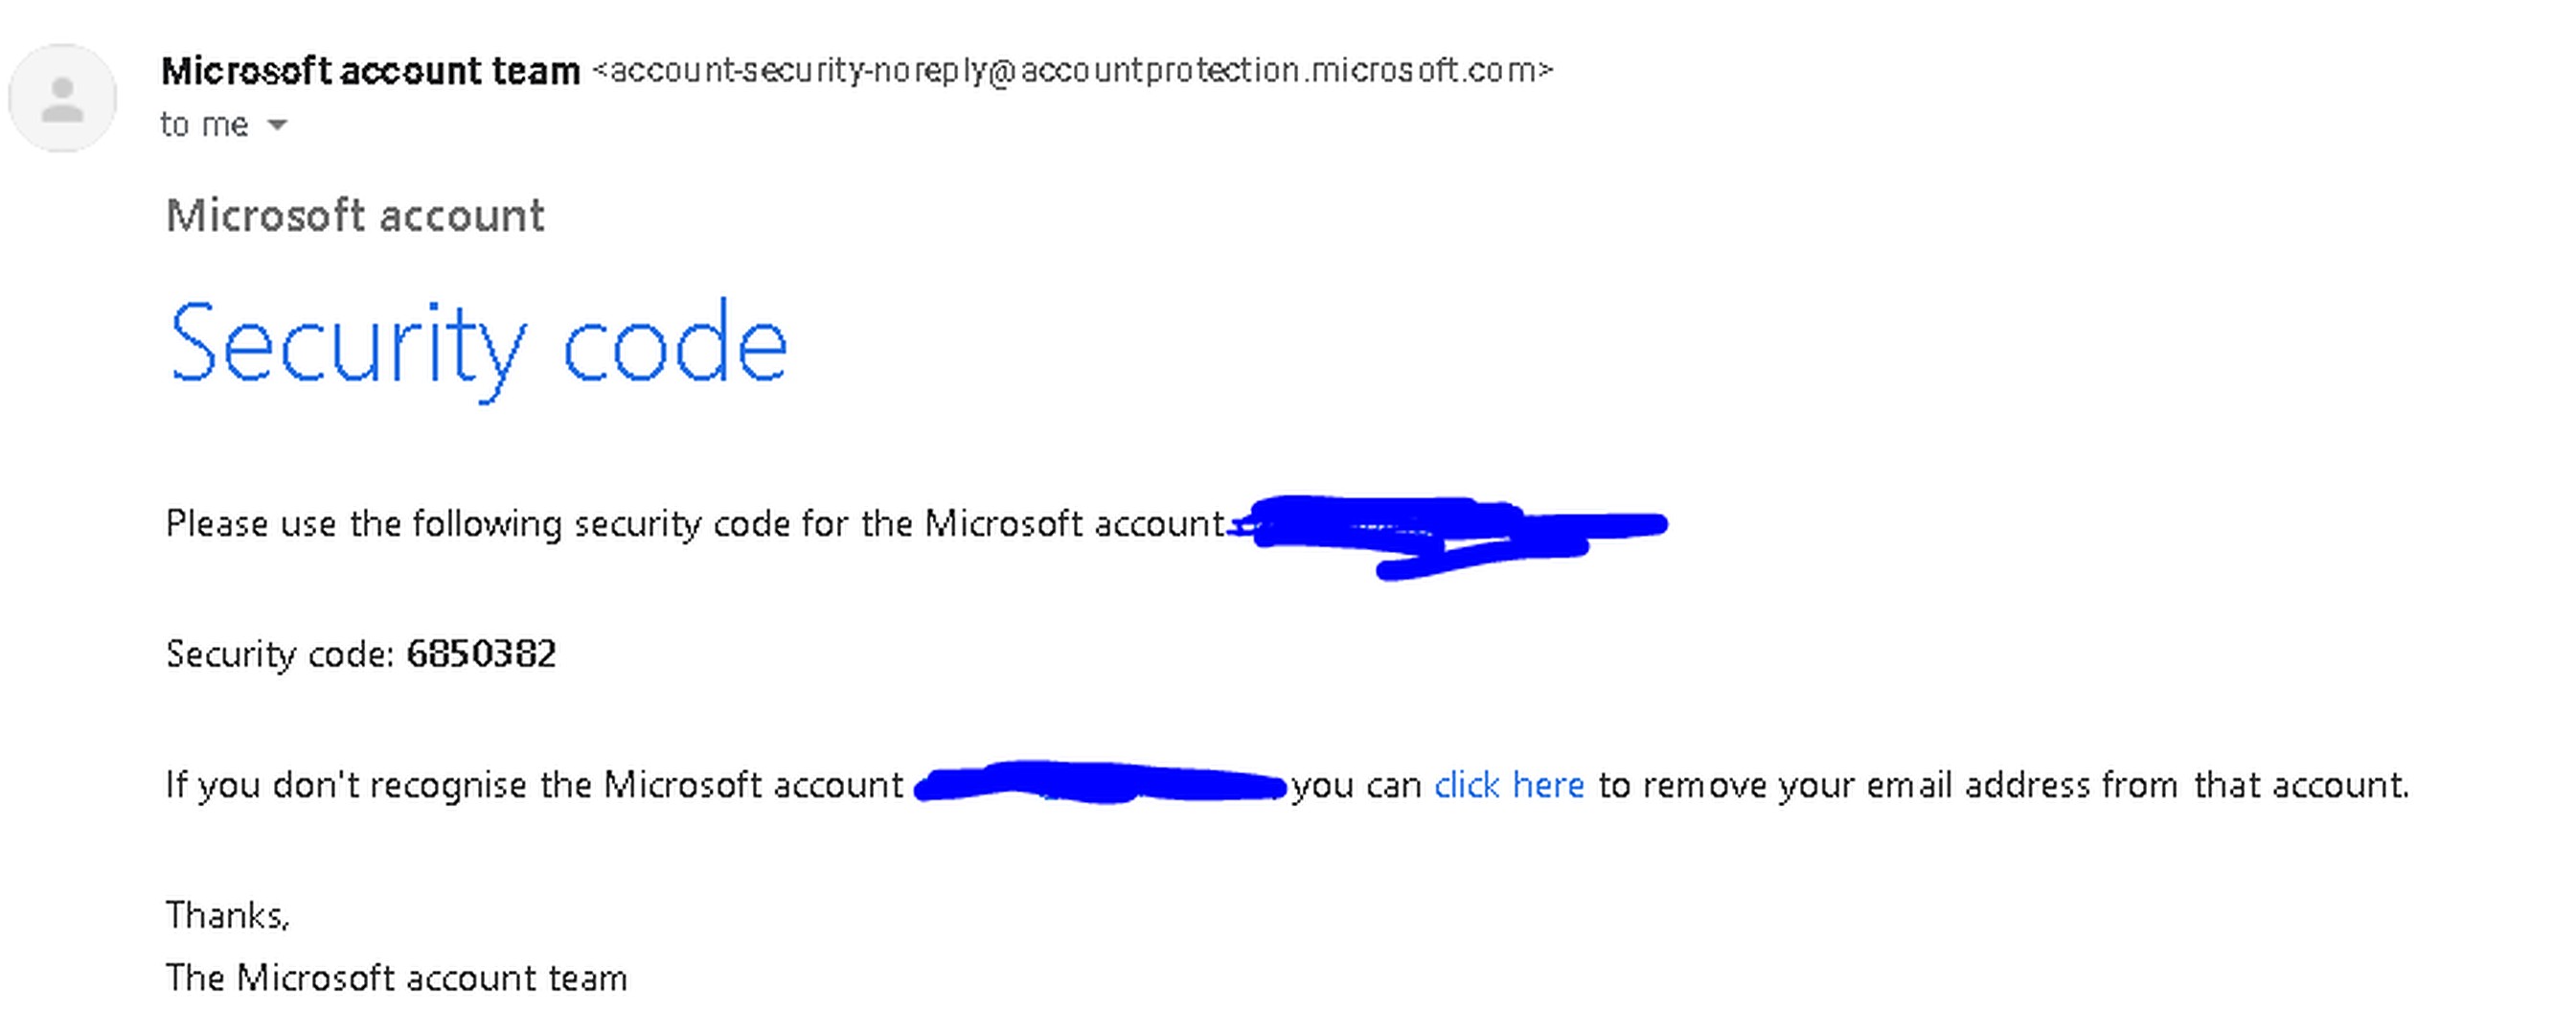 Microsoft account team <account-security-noreply@accountprotection.microsoft.com>
to me
Microsoft account
Security code
Please use the following security code for the Microsoft account
Security code: 6850382
If you don't recognise the Microsoft account you can click here to remove your email address from that account.
Thanks,
The Microsoft account team